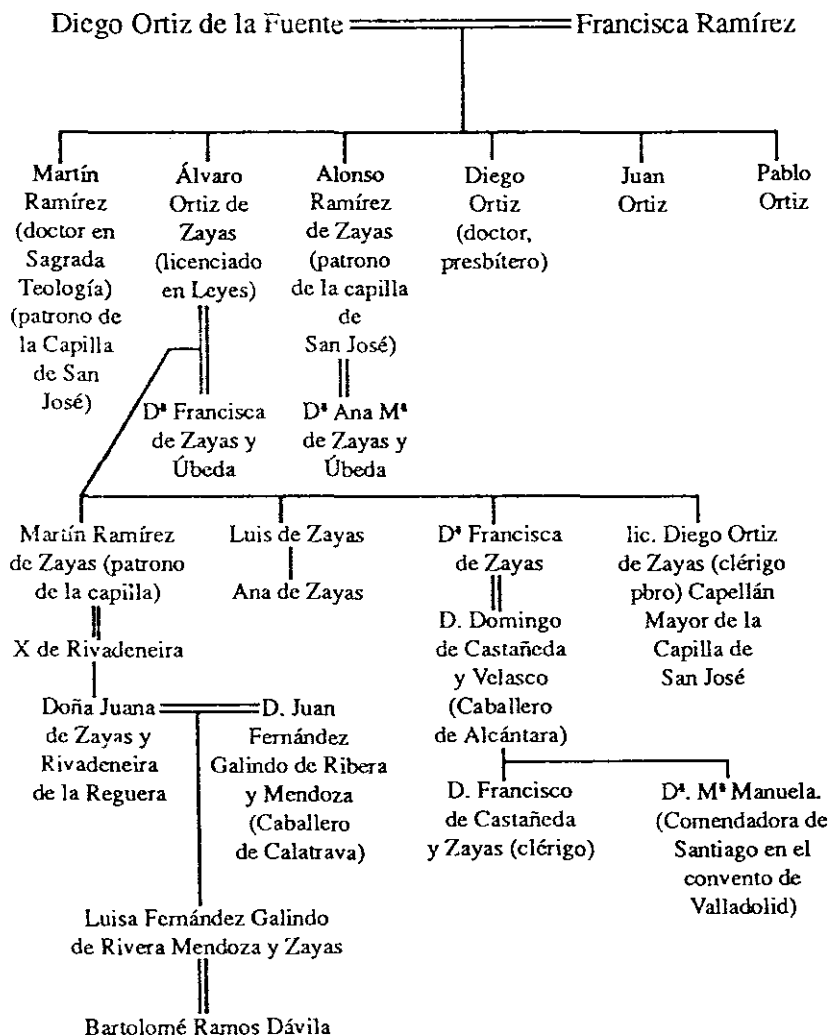 Diego Ortiz de la Fuente
Francisca Ramírez
Martín
Ramírez
(doctor en
Sagrada
Teología)
(patrono de
la Capilla
de San
José)
Álvaro
Ortiz de
Zayas
(licenciado
en Leyes)
Dª Francisca
de Zayas y
Úbeda
Alonso
Ramírez
de Zayas
(patrono
de la capilla
de
San José)
Dª Ana Mª
de Zayas y
Úbeda
Diego
Ortiz
(doctor,
presbítero)
Juan
Ortiz
Pablo
Ortiz
Martín Ramírez
de Zayas (patrono
de la capilla)
X de Rivadeneira
Luis de Zayas
Ana de Zayas
Dª Francisca
de Zayas
D. Domingo
de Castañeda
y Velasco
(Caballero
de Alcántara)
lic. Diego Ortiz
de Zayas (clérigo
pbro) Capellán
Mayor de la
Capilla de
San José
Doña Juana
de Zayas y
Rivadeneira
de la Reguera
D. Juan
Fernández
Galindo de Ribera
y Mendoza
(Caballero
de Calatrava)
D. Francisco
de Castañeda
y Zayas (clérigo)
Dª. Mª Manuela.
(Comendadora de
Santiago en el
convento de
Valladolid)
Luisa Fernández Galindo
de Rivera Mendoza y Zayas
Bartolomé Ramos Dávila